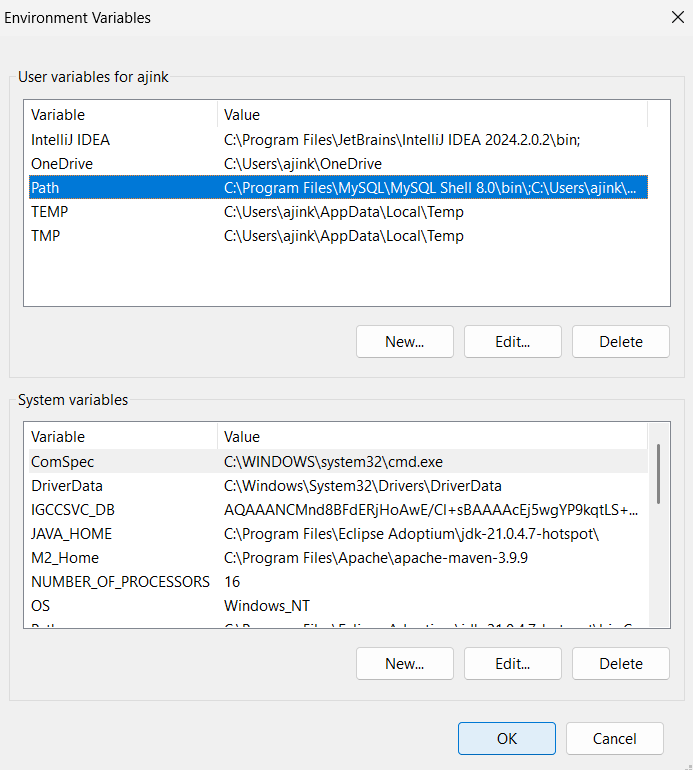 Environment Variables
User variables for ajink
Variable Value
IntelliJ IDEA C:\Program Files\JetBrains\IntelliJ IDEA 2024.2.0.2\bin;
OneDrive C:\Users\ajink\OneDrive
Path C:\Program Files\MySQL\MySQL Shell 8.0\bin\;C:\Users\ajink\...
TEMP C:\Users\ajink\AppData\Local\Temp
TMP C:\Users\ajink\AppData\Local\Temp
New... Edit... Delete
System variables
Variable Value
ComSpec C:\WINDOWS\system32\cmd.exe
DriverData C:\Windows\System32\Drivers\DriverData
IGCCSVC_DB AQAAANCMnd8BFdERjHoAwE/Cl+sBAAAAcEj5wgYP9kqtLS+...
JAVA_HOME C:\Program Files\Eclipse Adoptium\jdk-21.0.4.7-hotspot\
M2_Home C:\Program Files\Apache\apache-maven-3.9.9
NUMBER_OF_PROCESSORS 16
OS Windows_NT
New... Edit... Delete
OK Cancel